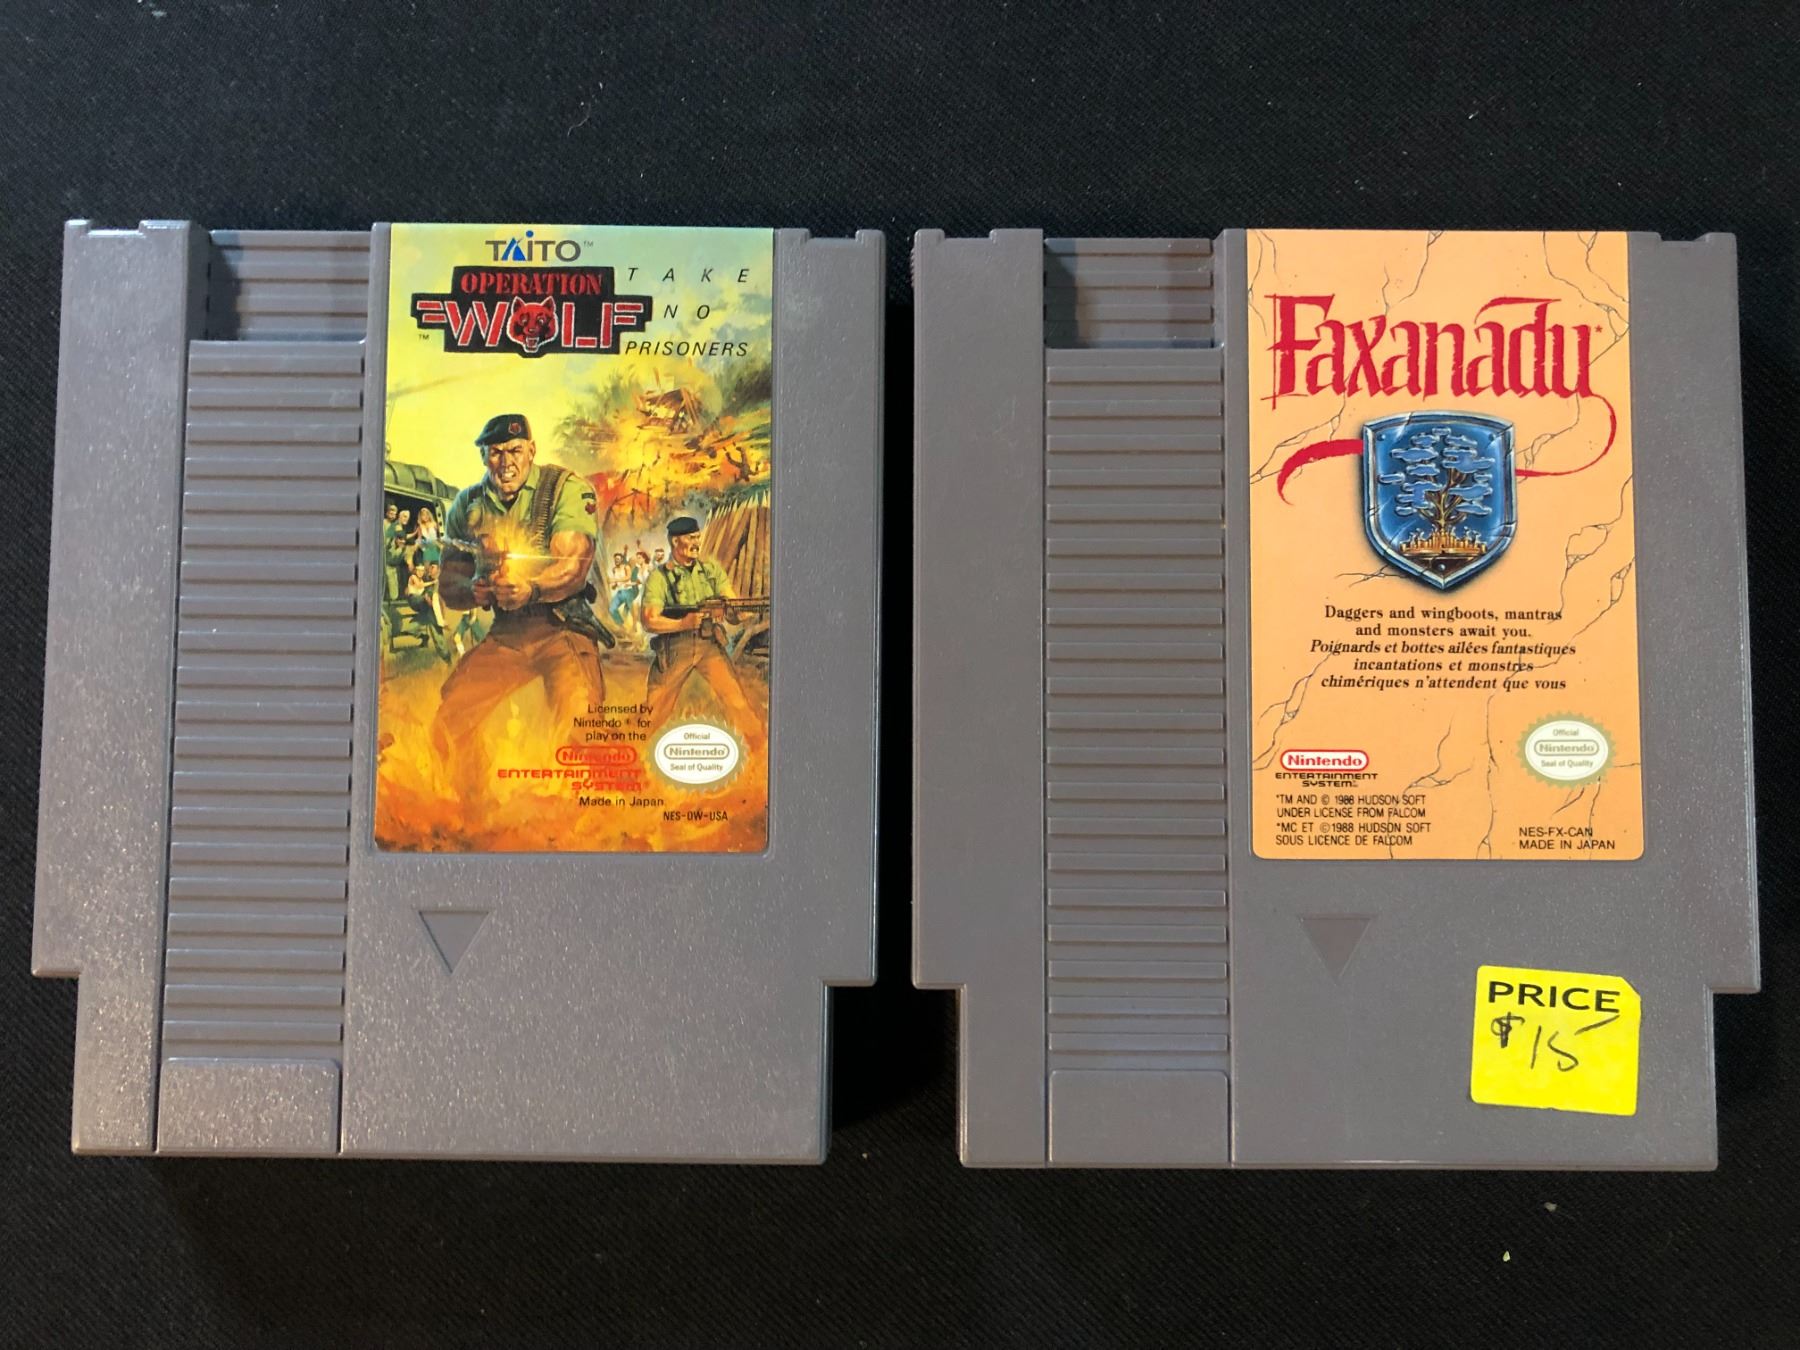 TAITO™
OPERATION
WOLF
™
TAKE
NO
PRISONERS
Licensed by
Nintendo® for
play on the
Nintendo
ENTERTAINMENT
SYSTEM®
Made in Japan
Official
Nintendo
Seal of Quality
NES-OW-USA
Faxanadu*
Daggers and wingboots, mantras
and monsters await you.
Poignards et bottes ailées fantastiques
incantations et monstres
chimériques n'attendent que vous
Nintendo
ENTERTAINMENT
SYSTEM™
Official
Nintendo
Seal of Quality
*TM AND © 1988 HUDSON SOFT
UNDER LICENSE FROM FALCOM
*MC ET ©1988 HUDSON SOFT
SOUS LICENCE DE FALCOM
NES-FX-CAN
MADE IN JAPAN
PRICE
$15